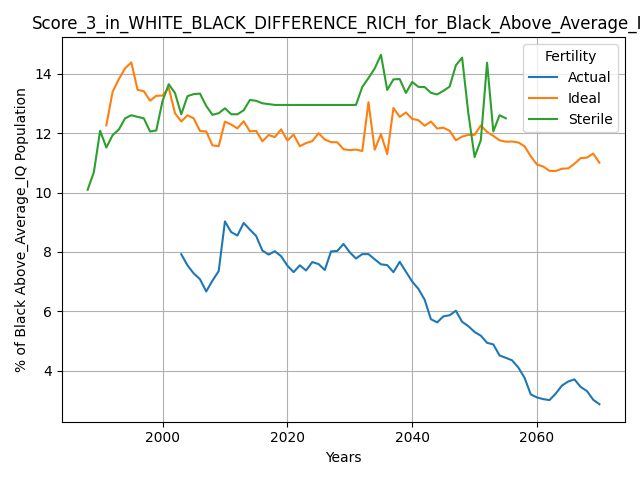 Score_3_in_WHITE_BLACK_DIFFERENCE_RICH_for_Black_Above_Average_I
% of Black Above_Average_IQ Population
14
12
10
8
6
4
Fertility
Actual
Ideal
Sterile
2000 2020 2040 2060
Years